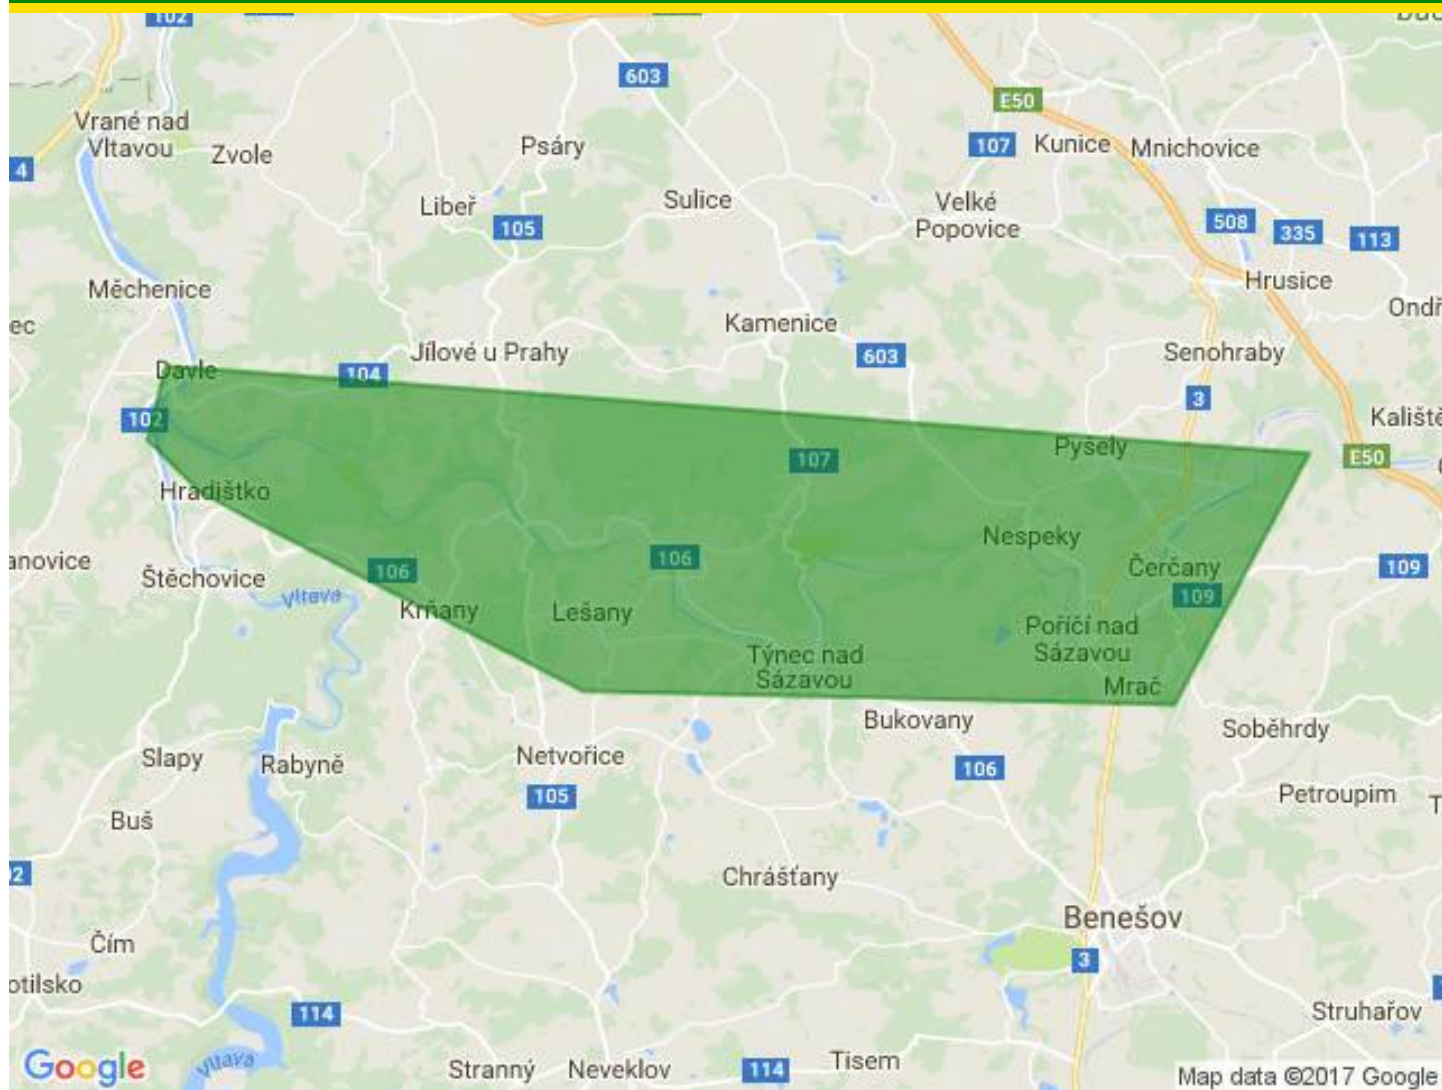 102
603
E50
Vrané nad
Vltavou
Zvole
Psáry
107
Kunice
Mnichovice
4
Libeř
105
Sulice
Velké
Popovice
508
335
113
Měchenice
Hrusice
Ondř
ec
Kamenice
Jílové u Prahy
603
Senohraby
Davle
104
3
102
Kaliště
Pyšely
107
E50
Hradištko
Nespeky
anovice
Štěchovice
106
106
Čerčany
109
109
Vltava
Krňany
Lešany
Poříčí nad
Sázavou
Týnec nad
Sázavou
Mrač
Bukovany
Soběhrdy
Slapy
Rabyně
Netvořice
106
105
Petroupim
T
Buš
2
Chrášťany
Benešov
Čím
3
otilsko
114
Struhařov
Google
Vltava
Stranný
Neveklov
114
Tisem
Map data ©2017 Google